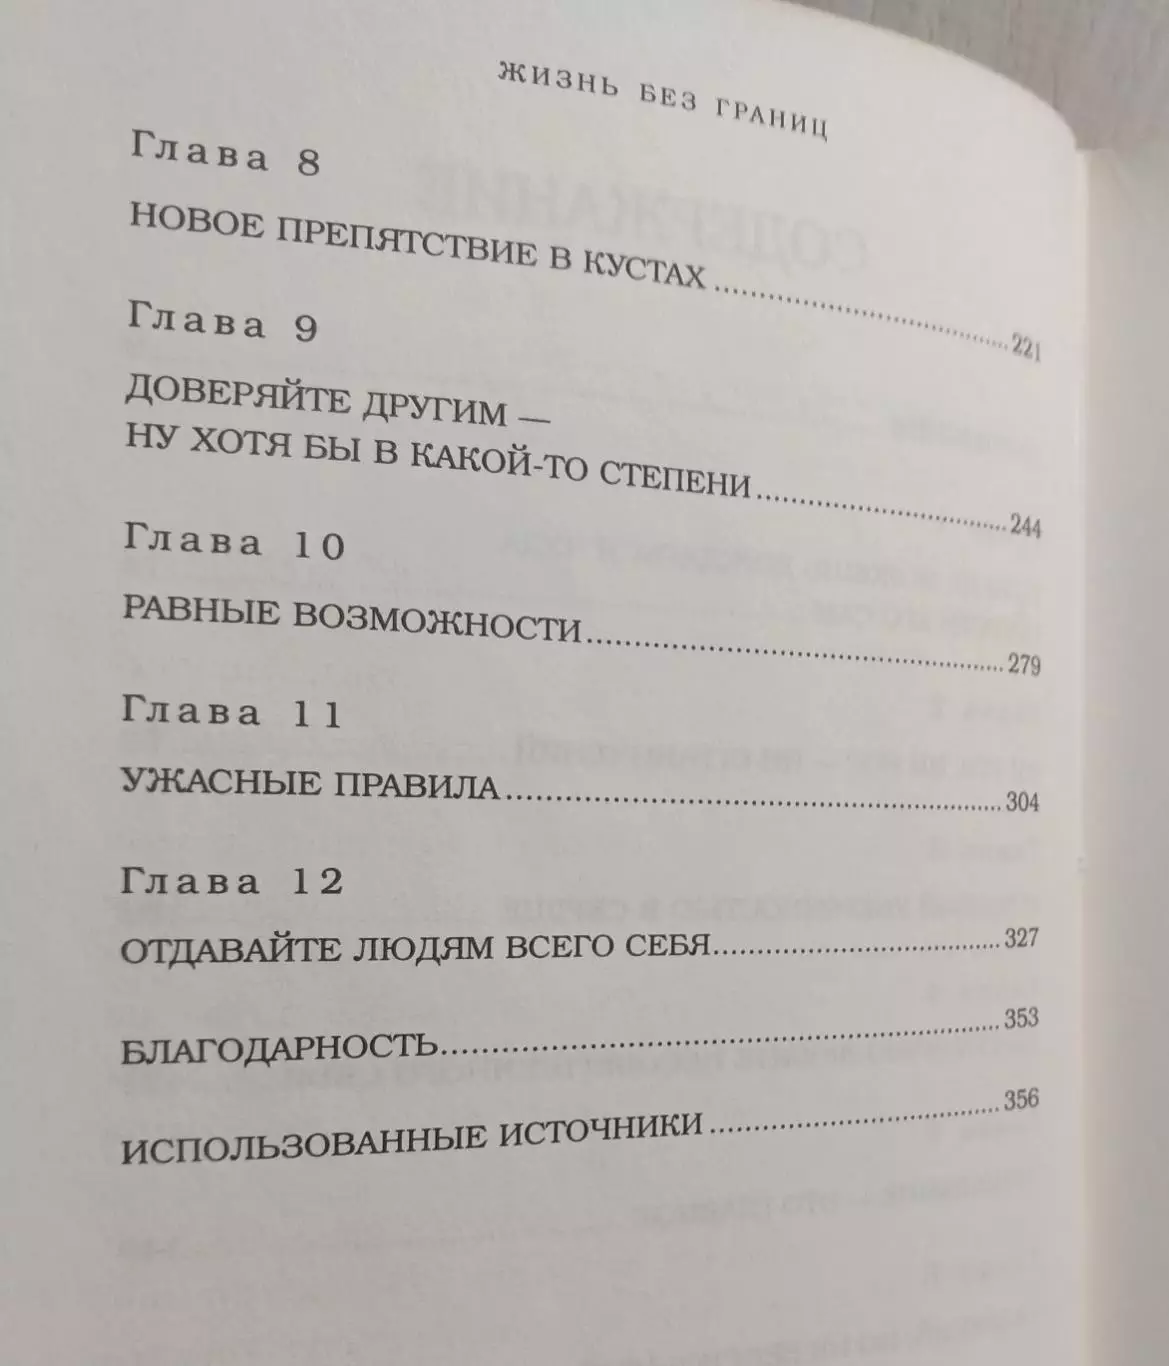 ЖИЗНЬ БЕЗ ГРАНИЦ
Глава 8
НОВОЕ ПРЕПЯТСТВИЕ В КУСТАХ 221
Глава 9
ДОВЕРЯЙТЕ ДРУГИМ —
НУ ХОТЯ БЫ В КАКОЙ-ТО СТЕПЕНИ 244
Глава 10
РАВНЫЕ ВОЗМОЖНОСТИ 279
Глава 11
УЖАСНЫЕ ПРАВИЛА 304
Глава 12
ОТДАВАЙТЕ ЛЮДЯМ ВСЕГО СЕБЯ 327
БЛАГОДАРНОСТЬ 353
ИСПОЛЬЗОВАННЫЕ ИСТОЧНИКИ 356